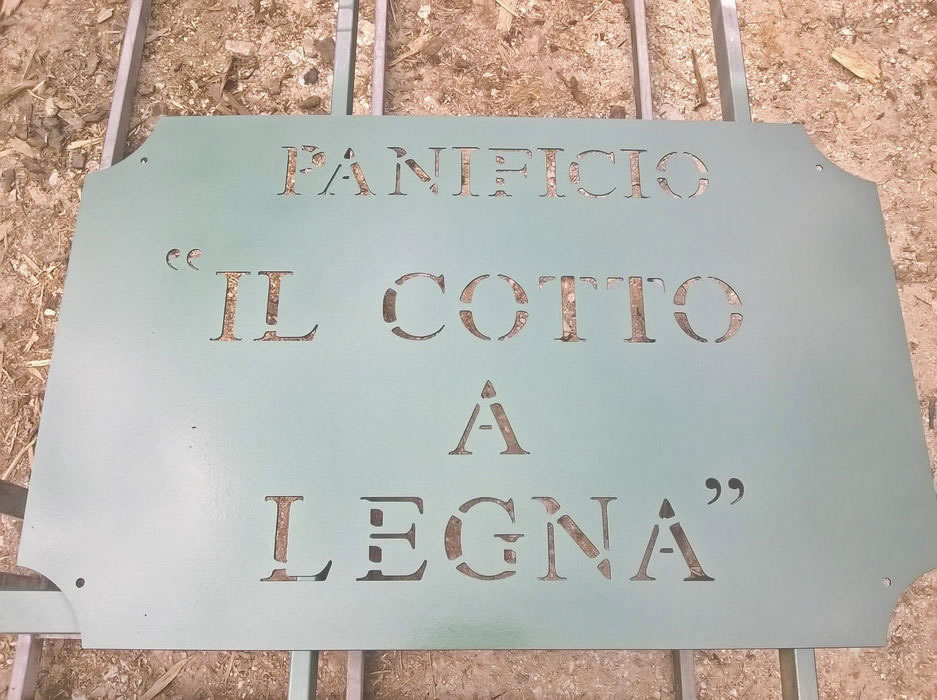 PANIFICIO
“IL COTTO
A
LEGNA”